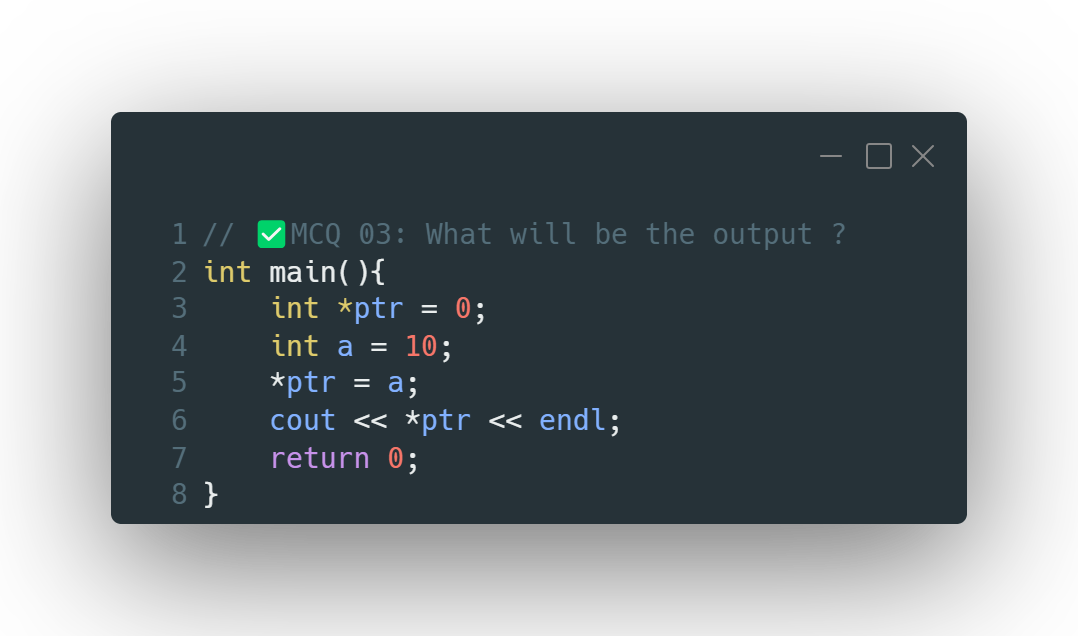 1 // ✅MCQ 03: What will be the output ?
2 int main(){
3     int *ptr = 0;
4     int a = 10;
5     *ptr = a;
6     cout << *ptr << endl;
7     return 0;
8 }